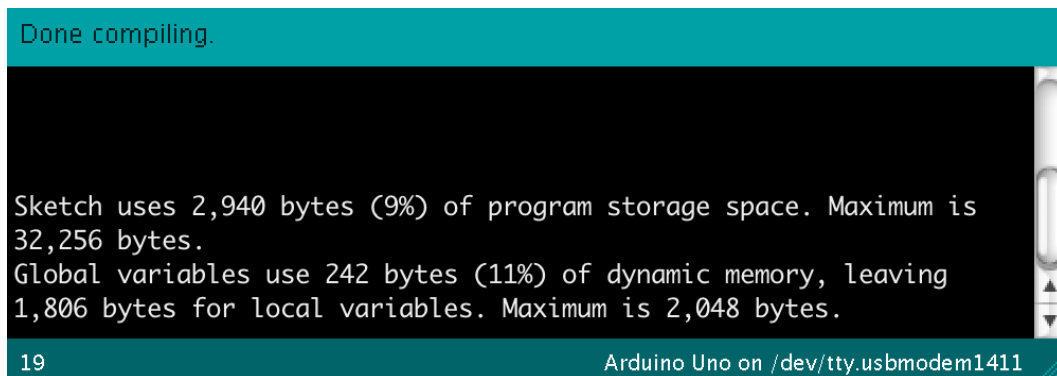 Done compiling.
Sketch uses 2,940 bytes (9%) of program storage space. Maximum is
32,256 bytes.
Global variables use 242 bytes (11%) of dynamic memory, leaving
1,806 bytes for local variables. Maximum is 2,048 bytes.
19 Arduino Uno on /dev/tty.usbmodem1411